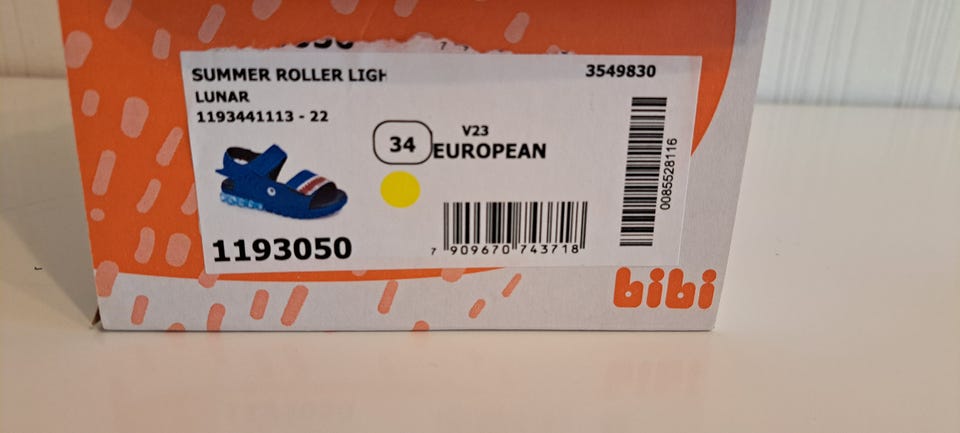 SUMMER ROLLER LIGH
3549830
LUNAR
1193441113 - 22
34
V23
EUROPEAN
0085528116
1193050
7 909670 743718
bibi